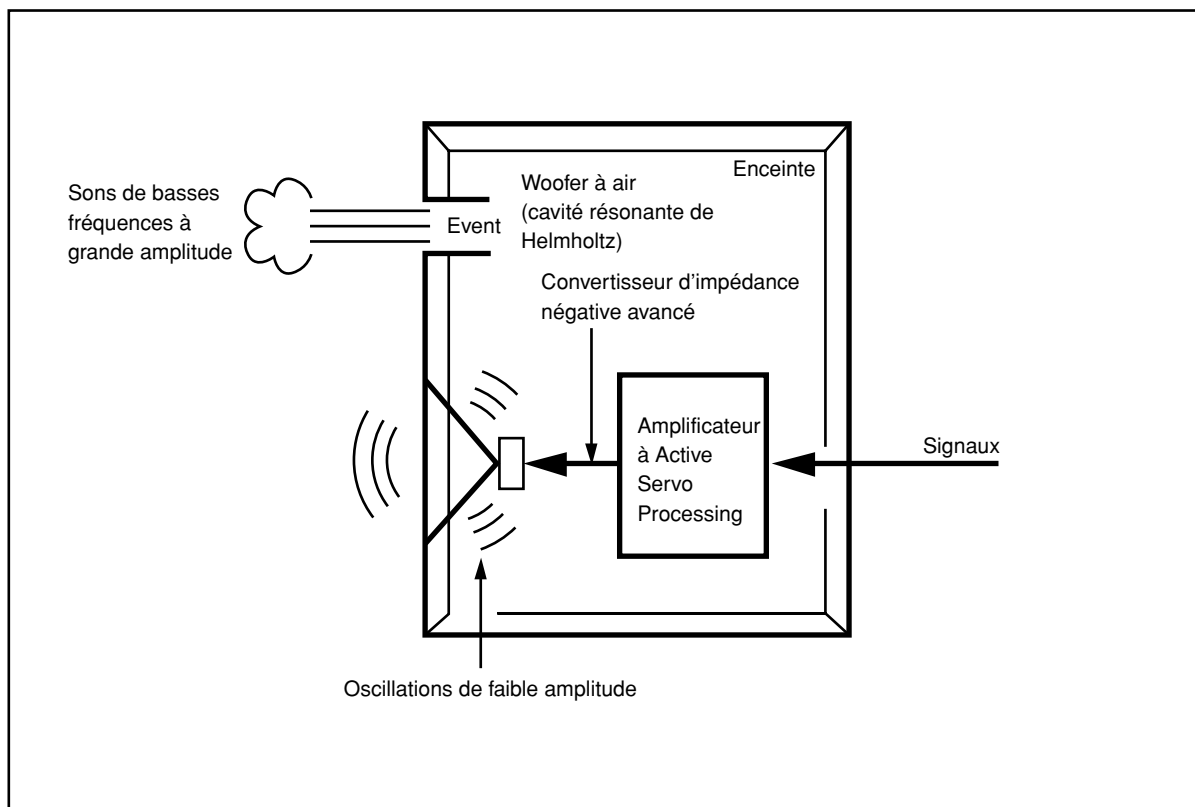 Enceinte
Woofer à air
(cavité résonante de
Helmholtz)
Sons de basses
fréquences à
grande amplitude
Event
Convertisseur d'impédance
négative avancé
Amplificateur
à Active
Servo
Processing
Signaux
Oscillations de faible amplitude